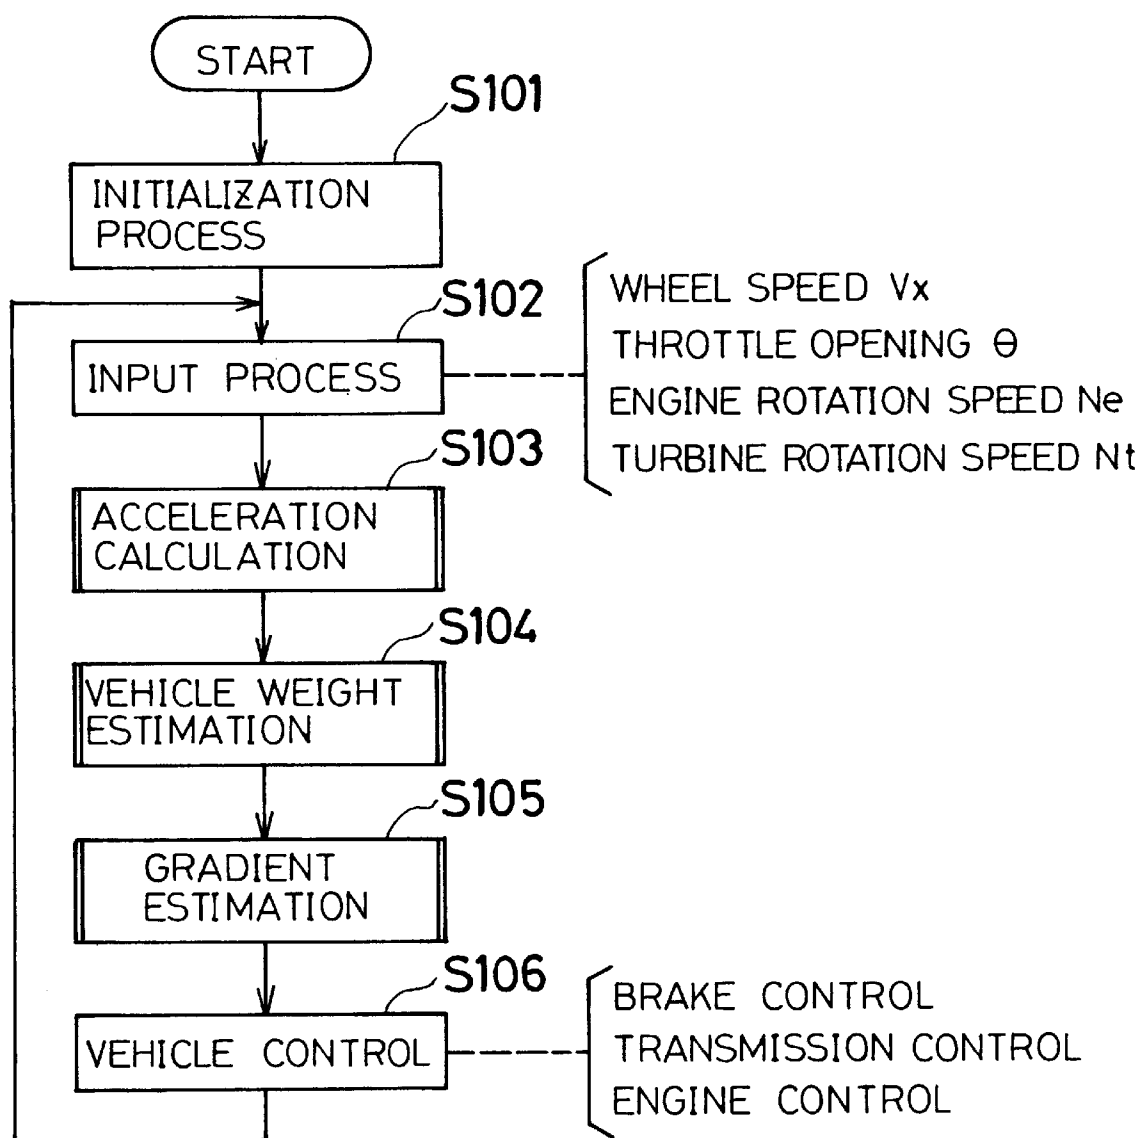 START
S101
INITIALIZATION
PROCESS
S102
INPUT PROCESS
WHEEL SPEED Vx
THROTTLE OPENING θ
ENGINE ROTATION SPEED Ne
TURBINE ROTATION SPEED Nt
S103
ACCELERATION
CALCULATION
S104
VEHICLE WEIGHT
ESTIMATION
S105
GRADIENT
ESTIMATION
S106
VEHICLE CONTROL
BRAKE CONTROL
TRANSMISSION CONTROL
ENGINE CONTROL